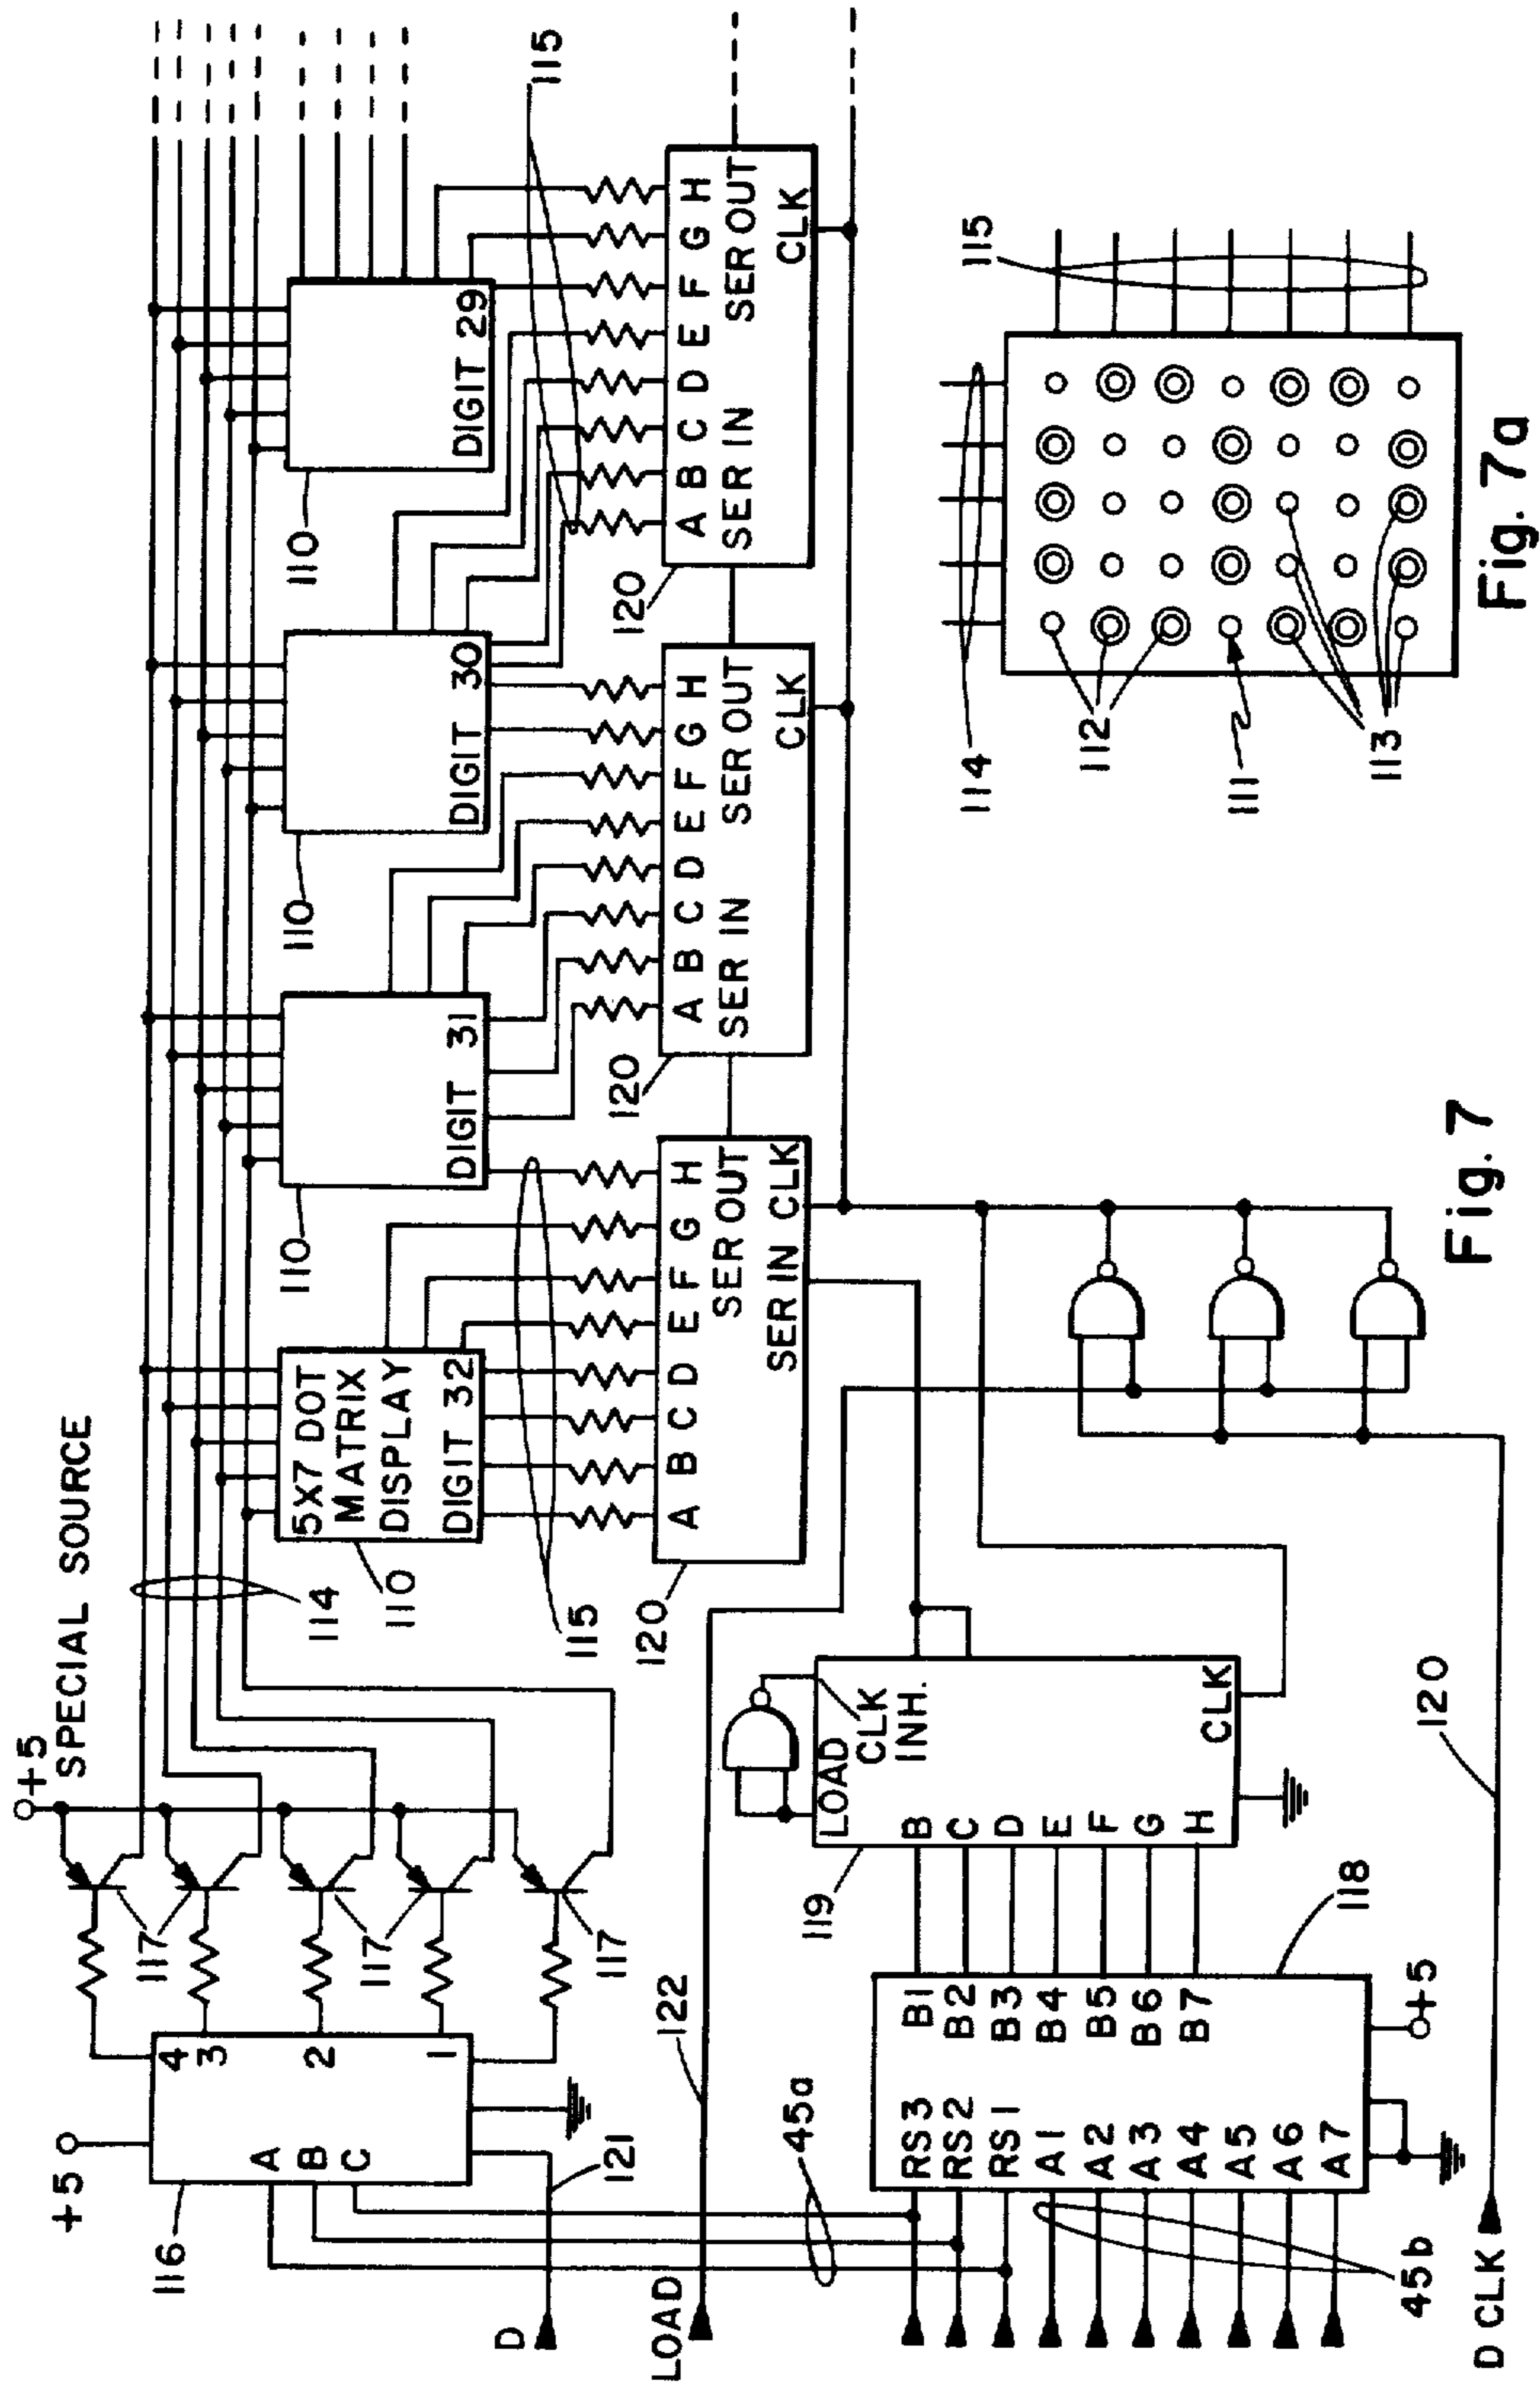 +5
SPECIAL SOURCE
+5
116
A
B
C
4
3
2
1
117
117
117
114
5X7 DOT
MATRIX
DISPLAY
DIGIT 32
110
DIGIT 31
110
DIGIT 30
110
DIGIT 29
110
115
115
D
121
A B C D E F G H
SER OUT
SER IN CLK
120
A B C D E F G H
SER IN SER OUT
CLK
120
A B C D E F G H
SER IN SER OUT
CLK
120
LOAD
122
45a
RS3
RS2
RS1
A1
A2
A3
A4
A5
A6
A7
B1
B2
B3
B4
B5
B6
B7
118
+5
45b
LOAD
CLK
INH.
B
C
D
E
F
G
H
CLK
119
D CLK
120
Fig. 7
114
115
112
111
113
Fig. 7a